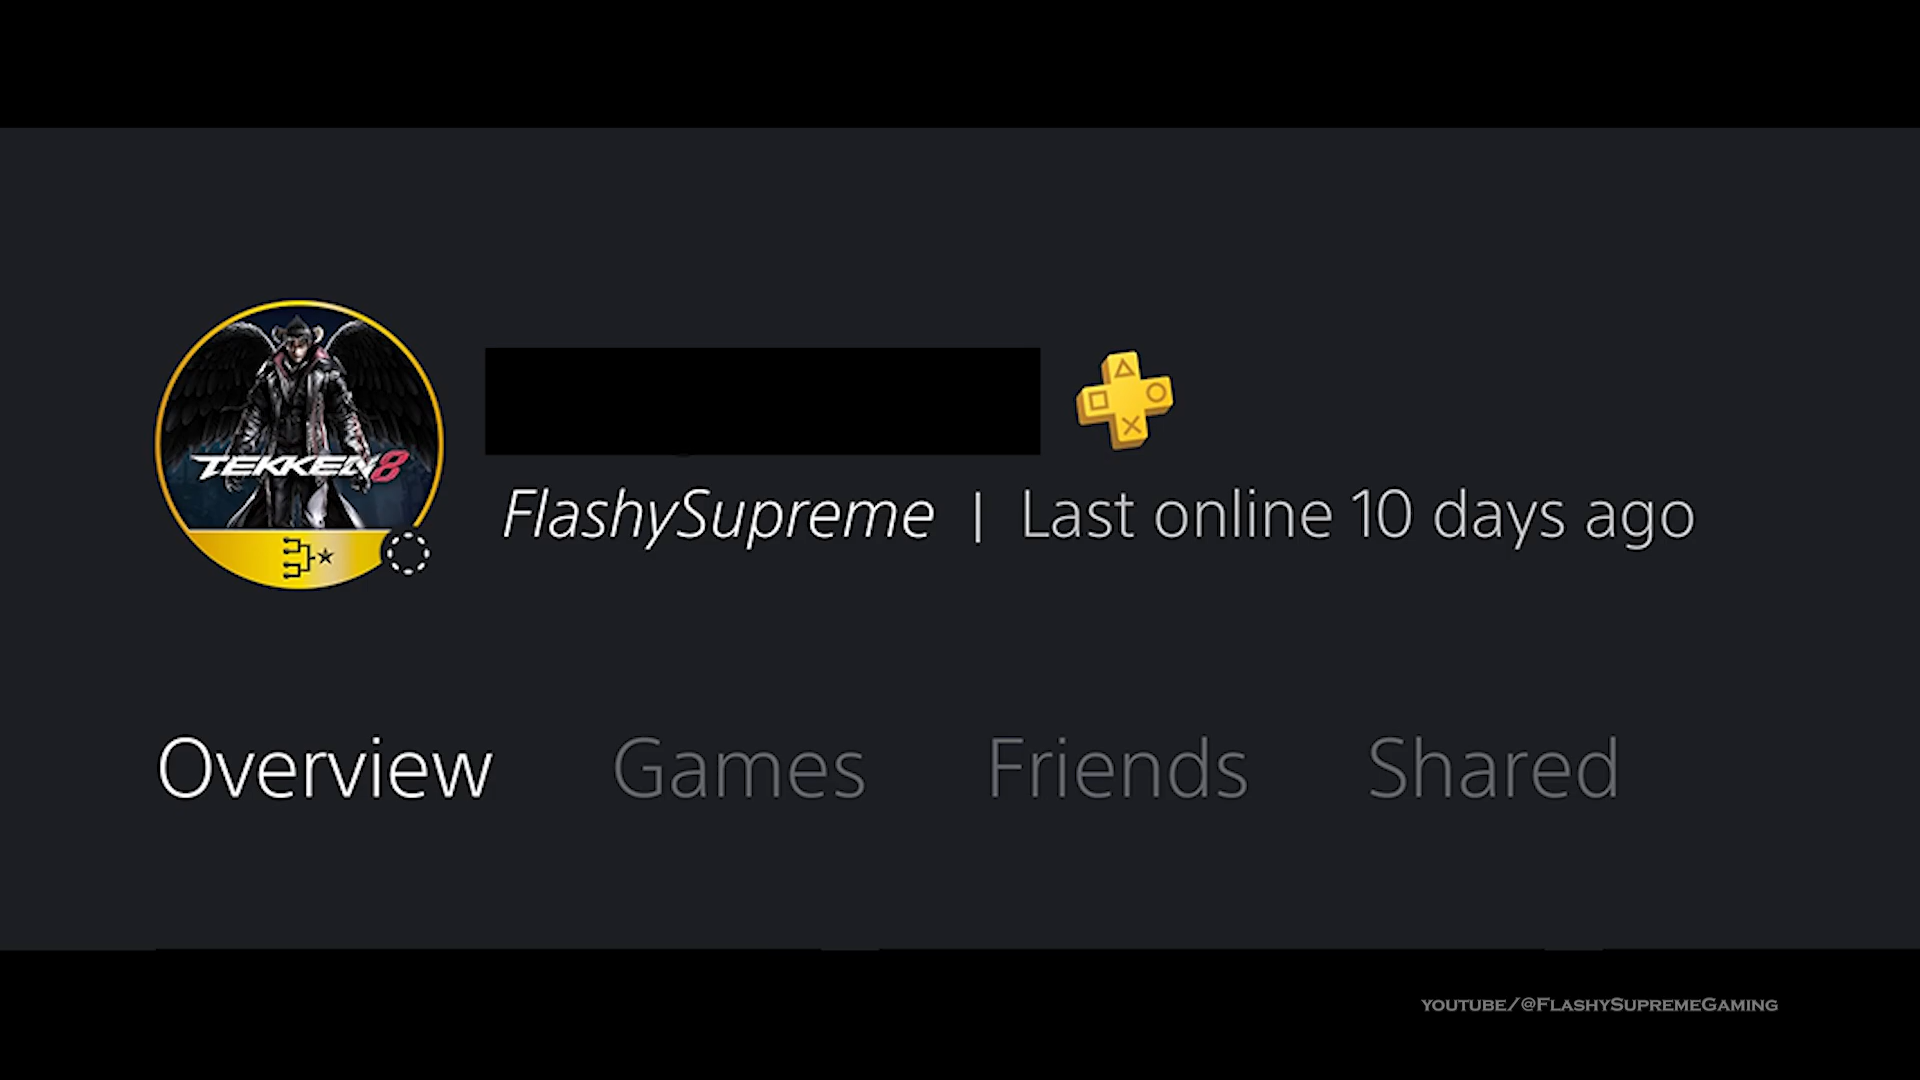 TEKKEN 8
FlashySupreme | Last online 10 days ago
Overview Games Friends Shared
YOUTUBE/@FLASHYSUPREMEGAMING